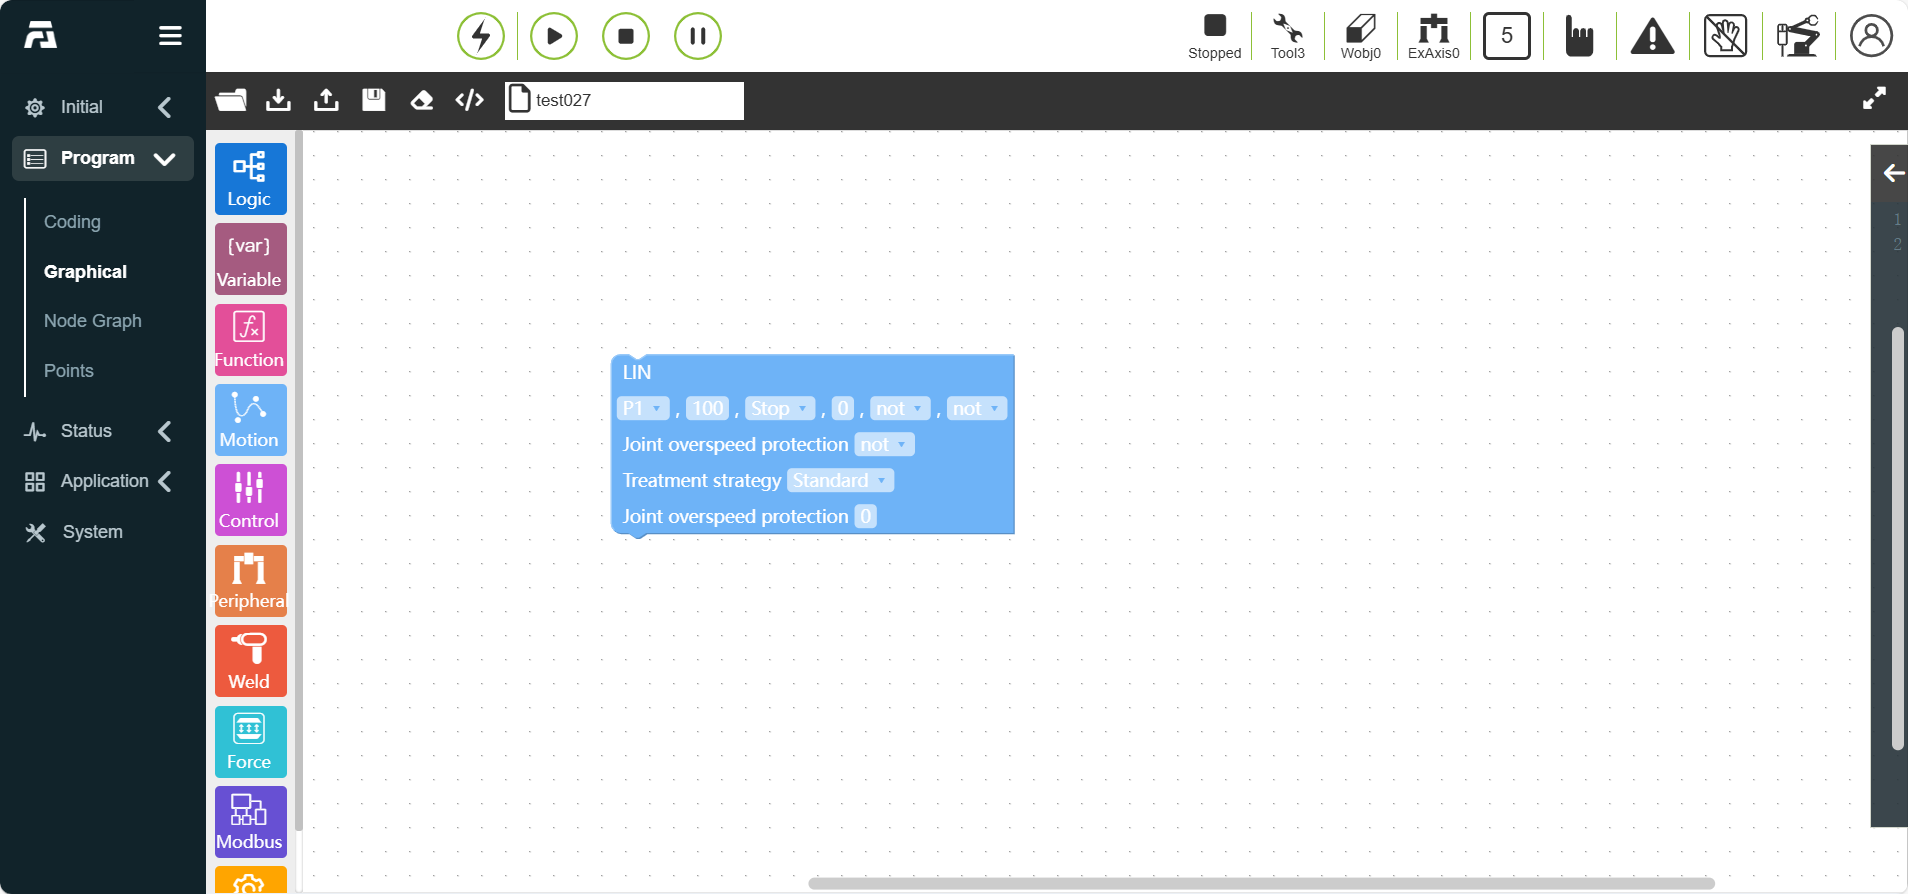 Stopped
Tool3
Wobj0
ExAxis0
5
test027
Initial
Program
Coding
Graphical
Node Graph
Points
Status
Application
System
Logic
{var}
Variable
fx
Function
Motion
Control
Peripheral
Weld
Force
Modbus
LIN
P1 , 100 , Stop , 0 , not , not
Joint overspeed protection not
Treatment strategy Standard
Joint overspeed protection 0
1
2